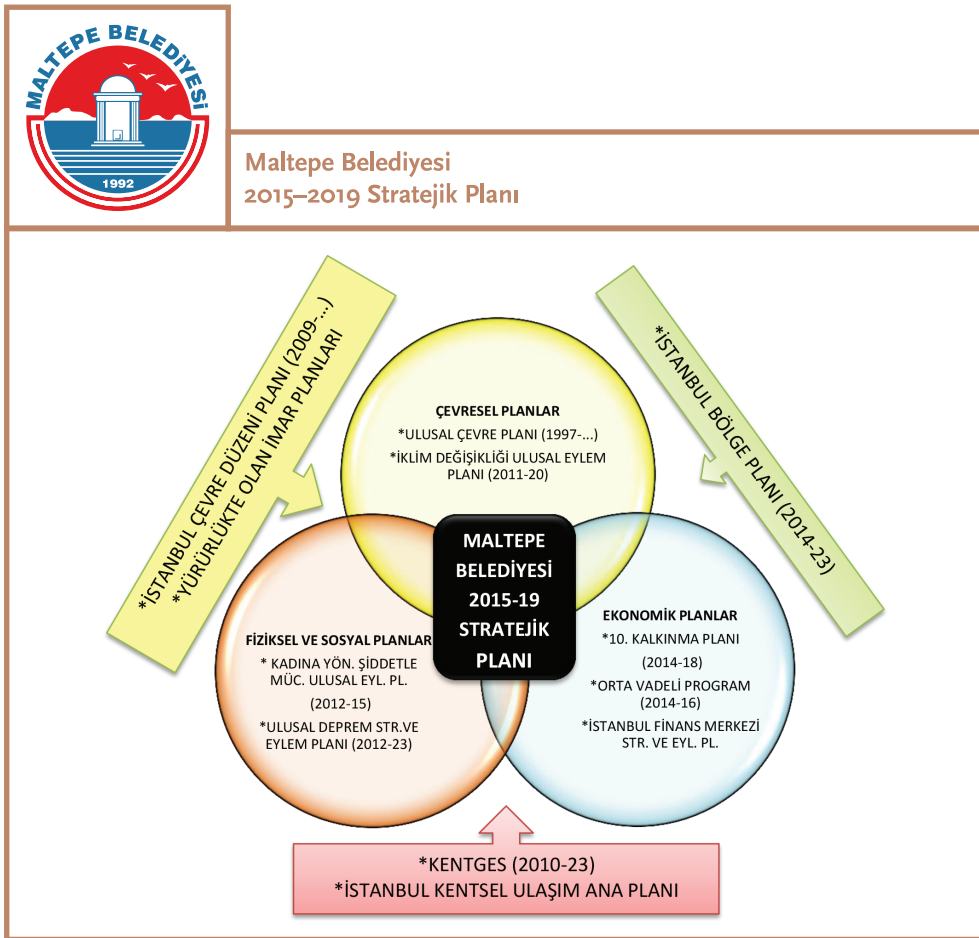 MALTEPE BELEDİYESİ
1992
Maltepe Belediyesi
2015–2019 Stratejik Planı
*İSTANBUL ÇEVRE DÜZENİ PLANI (2009-...)
*YÜRÜRLÜKTE OLAN İMAR PLANLARI
*İSTANBUL BÖLGE PLANI (2014-23)
ÇEVRESEL PLANLAR
*ULUSAL ÇEVRE PLANI (1997-...)
*İKLİM DEĞİŞİKLİĞİ ULUSAL EYLEM
PLANI (2011-20)
MALTEPE
BELEDİYESİ
2015-19
STRATEJİK
PLANI
FİZİKSEL VE SOSYAL PLANLAR
* KADINA YÖN. ŞİDDETLE
MÜC. ULUSAL EYL. PL.
(2012-15)
*ULUSAL DEPREM STR.VE
EYLEM PLANI (2012-23)
EKONOMİK PLANLAR
*10. KALKINMA PLANI
(2014-18)
*ORTA VADELİ PROGRAM
(2014-16)
*İSTANBUL FİNANS MERKEZİ
STR. VE EYL. PL.
*KENTGES (2010-23)
*İSTANBUL KENTSEL ULAŞIM ANA PLANI